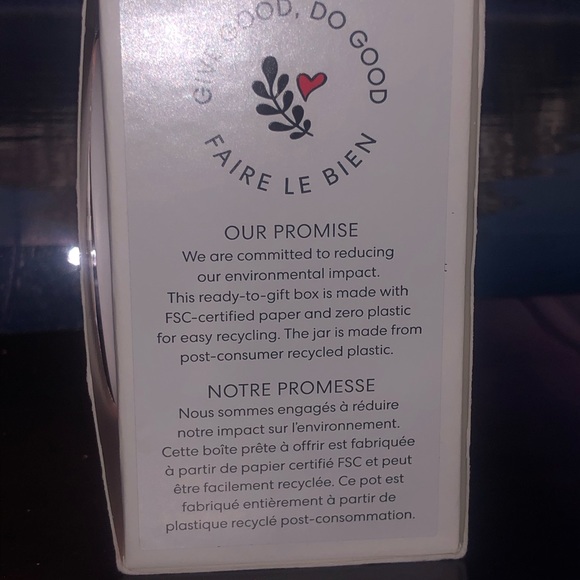 GIVE GOOD, DO GOOD
FAIRE LE BIEN
OUR PROMISE
We are committed to reducing
our environmental impact.
This ready-to-gift box is made with
FSC-certified paper and zero plastic
for easy recycling. The jar is made from
post-consumer recycled plastic.
NOTRE PROMESSE
Nous sommes engagés à réduire
notre impact sur l'environnement.
Cette boîte prête à offrir est fabriquée
à partir de papier certifié FSC et peut
être facilement recyclée. Ce pot est
fabriqué entièrement à partir de
plastique recyclé post-consommation.